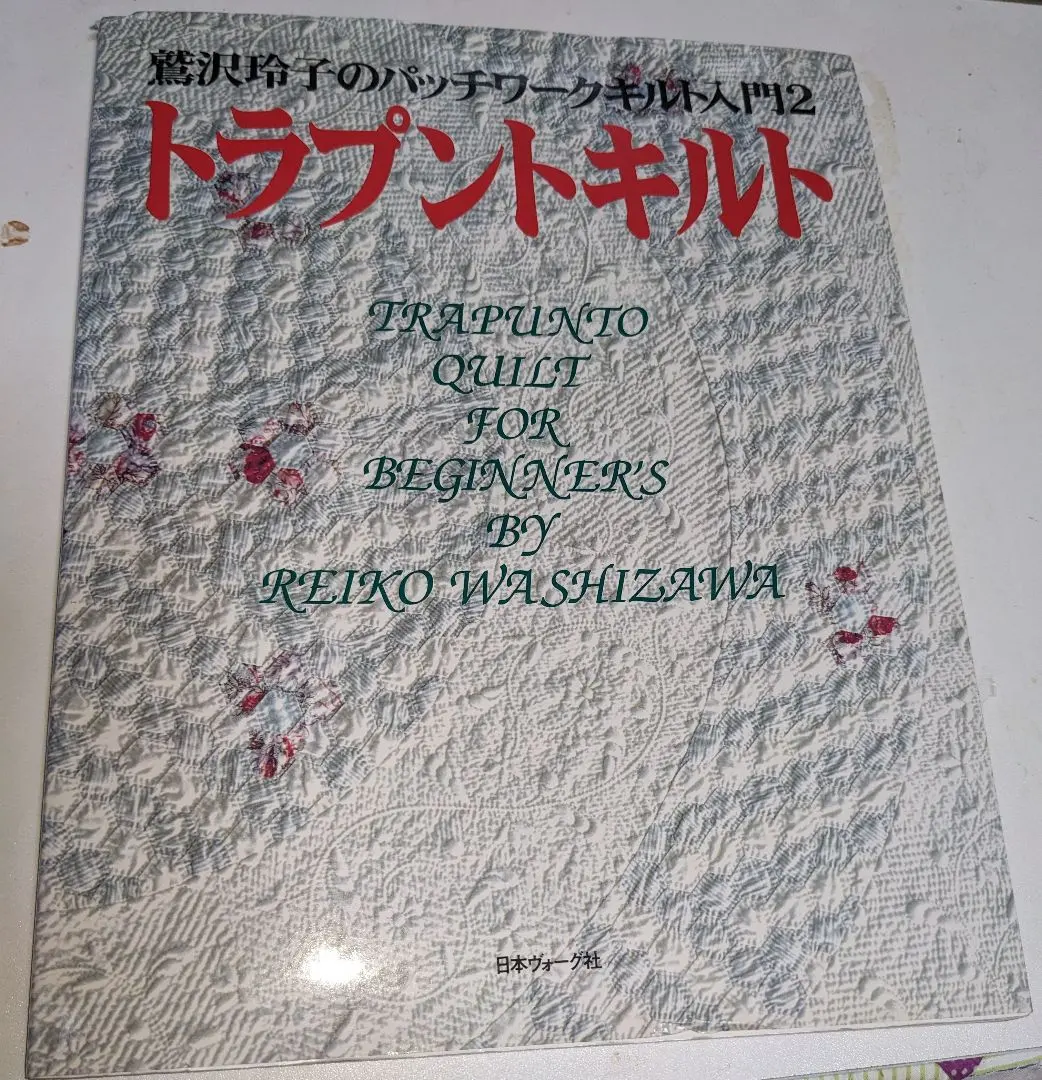 鷲沢玲子のパッチワークキルト入門2
トラプントキルト
TRAPUNTO
QUILT
FOR
BEGINNER'S
BY
REIKO WASHIZAWA
日本ヴォーグ社